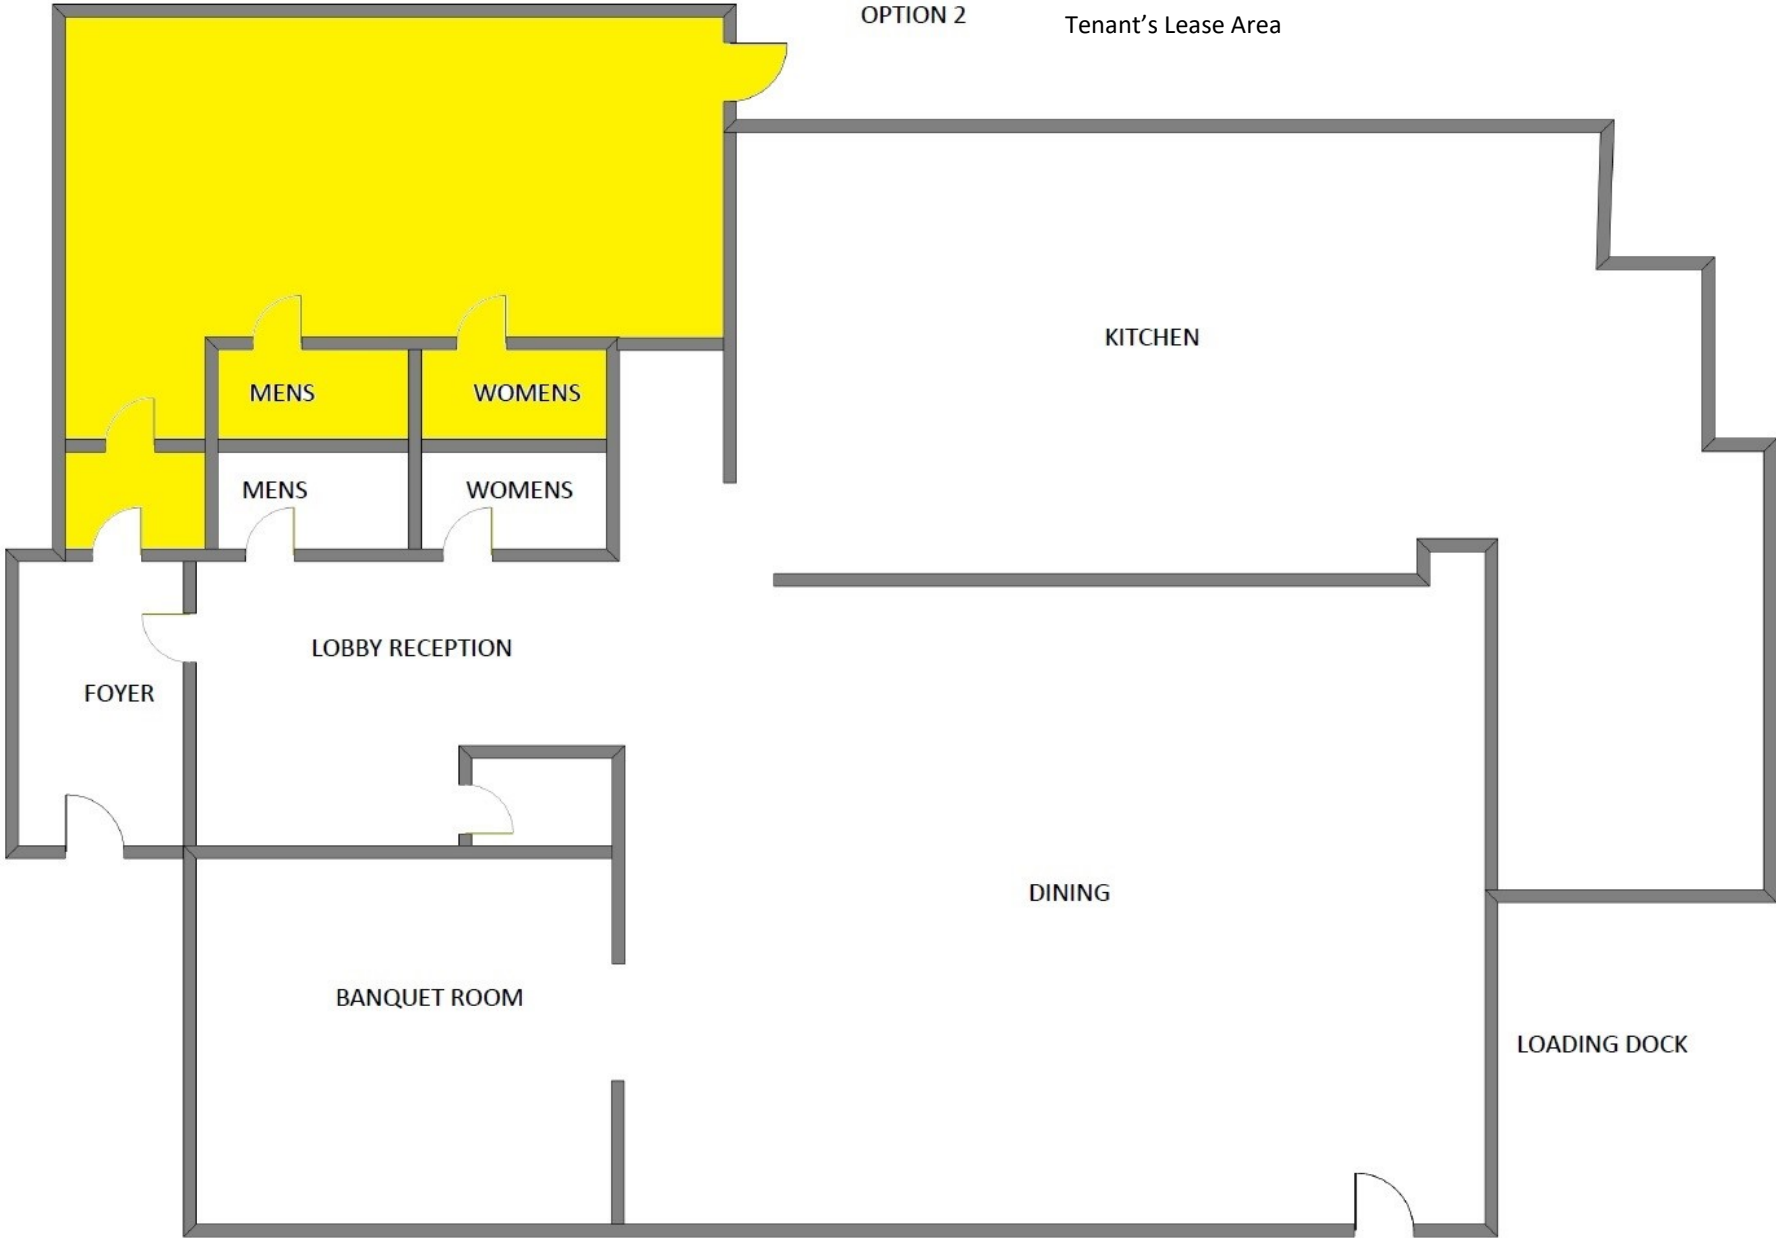 OPTION 2
Tenant’s Lease Area
KITCHEN
MENS
WOMENS
MENS
WOMENS
LOBBY RECEPTION
FOYER
DINING
BANQUET ROOM
LOADING DOCK